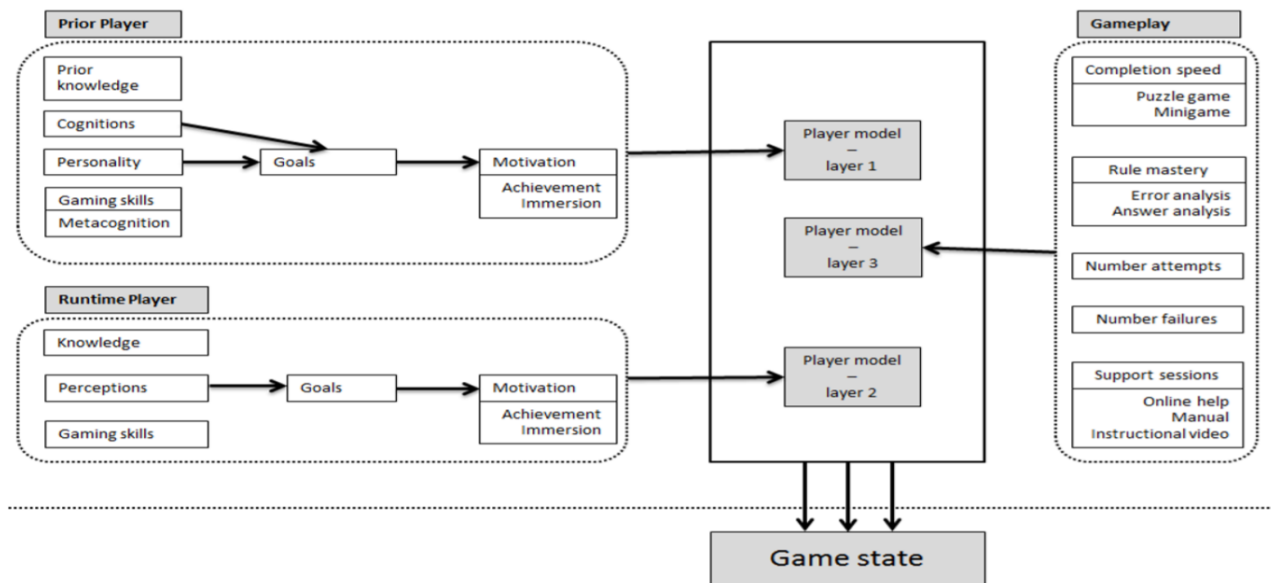 Prior Player
Prior
knowledge
Cognitions
Personality
Gaming skills
Metacognition
Goals
Motivation
Achievement
Immersion
Runtime Player
Knowledge
Perceptions
Gaming skills
Goals
Motivation
Achievement
Immersion
Player model
–
layer 1
Player model
–
layer 3
Player model
–
layer 2
Gameplay
Completion speed
Puzzle game
Minigame
Rule mastery
Error analysis
Answer analysis
Number attempts
Number failures
Support sessions
Online help
Manual
Instructional video
Game state